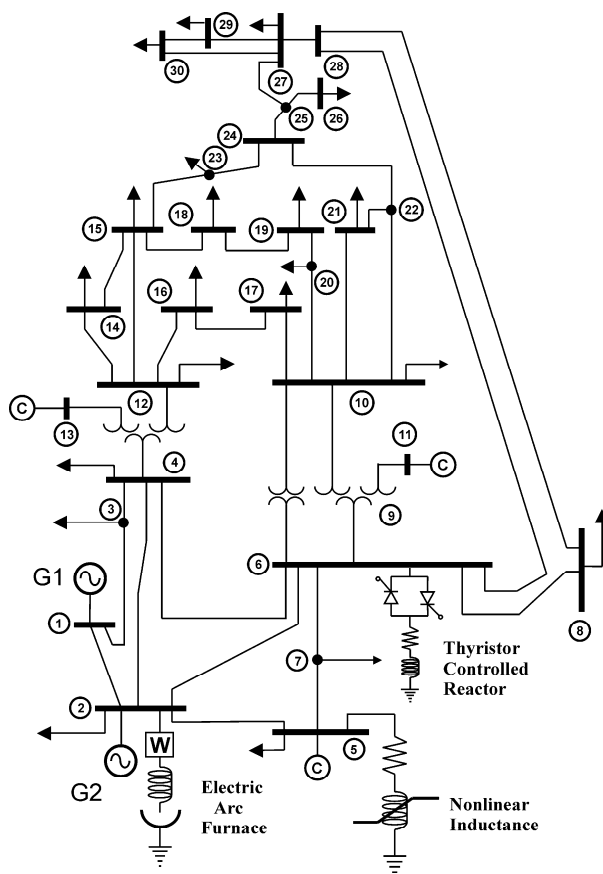 29
30
27
28
25
26
24
23
22
15
18
19
21
20
14
16
17
12
10
C
13
11
C
4
9
3
6
G1
1
8
7
Thyristor
Controlled
Reactor
2
W
5
C
G2
Electric
Arc
Furnace
Nonlinear
Inductance